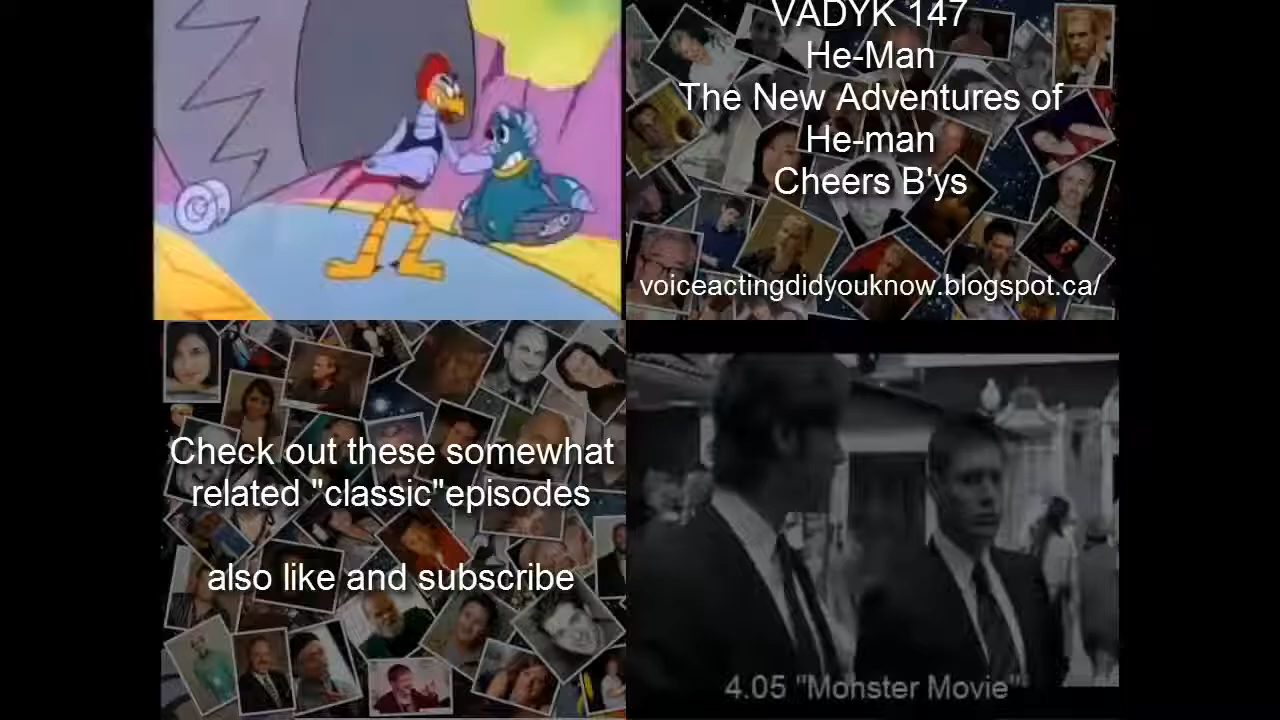 VADYK 147
He-Man
The New Adventures of
He-man
Cheers B'ys
voiceactingdidyouknow.blogspot.ca/
Check out these somewhat
related "classic"episodes
also like and subscribe
4.05 "Monster Movie"